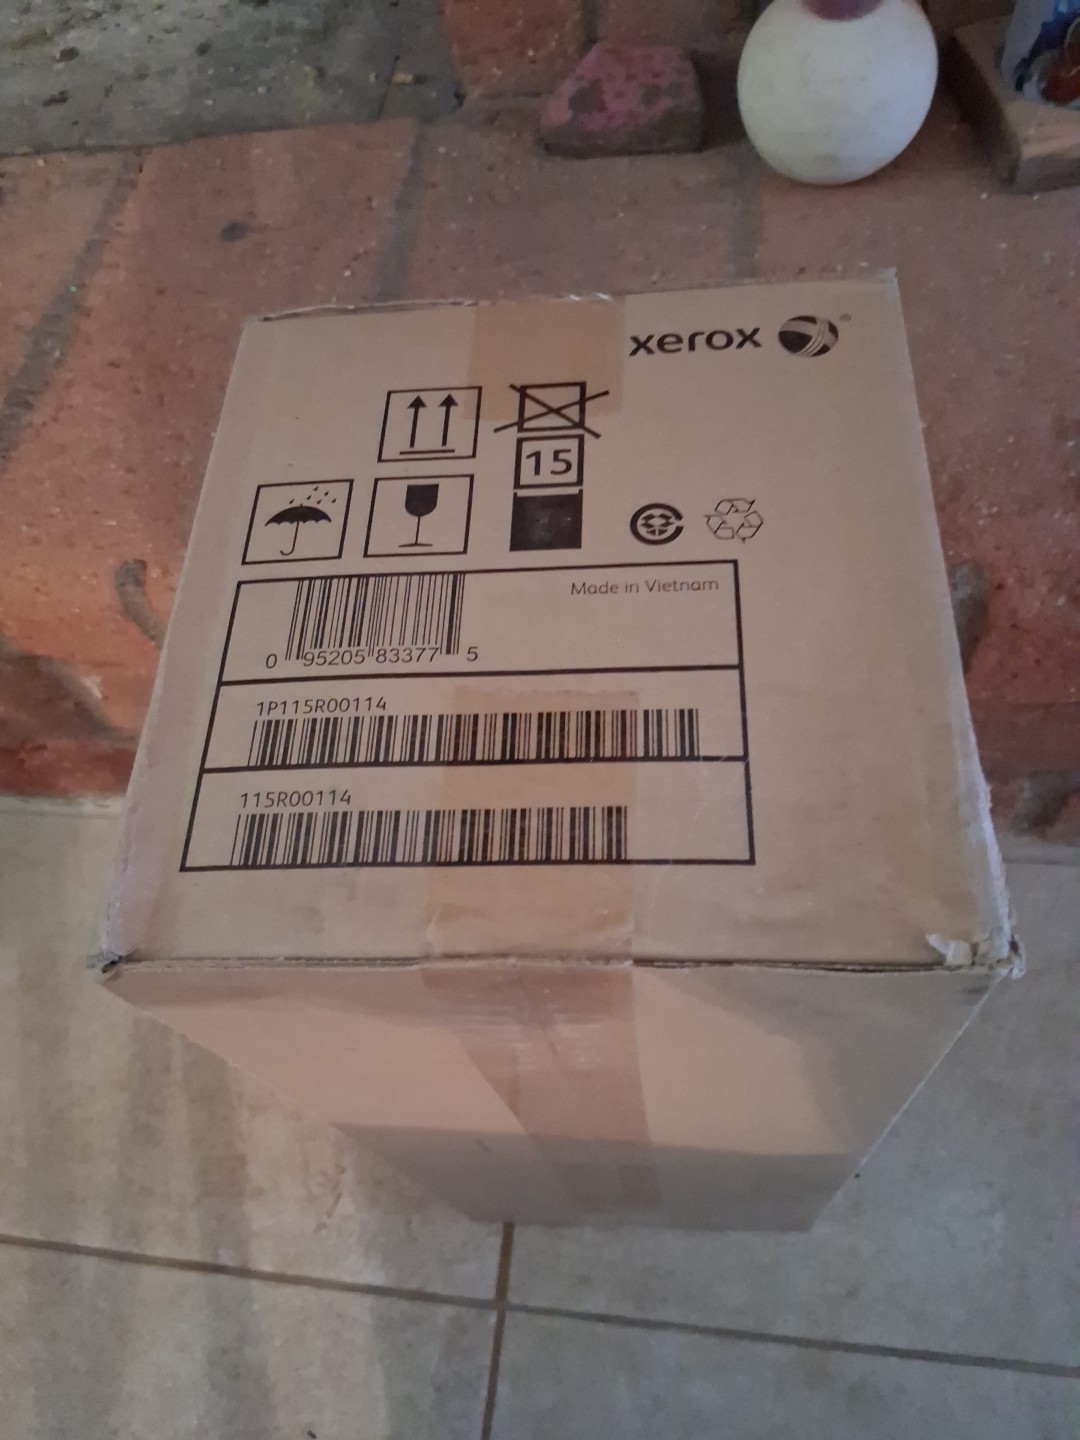 xerox
15
Made in Vietnam
0 95205 83377 5
1P115R00114
115R00114